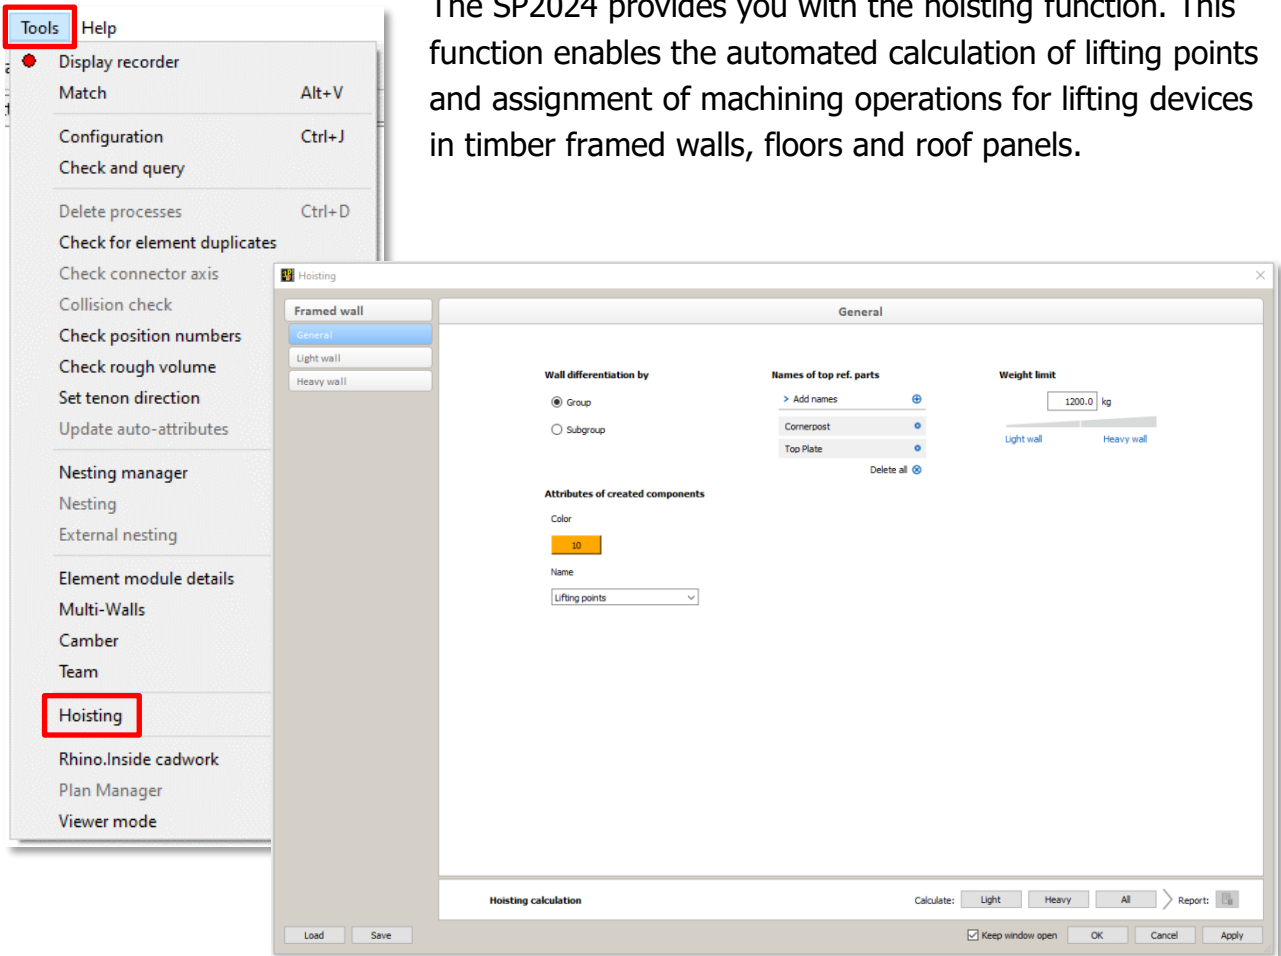 The SP2024 provides you with the hoisting function. This
function enables the automated calculation of lifting points
and assignment of machining operations for lifting devices
in timber framed walls, floors and roof panels.
Tools Help
Display recorder
Match Alt+V
Configuration Ctrl+J
Check and query
Delete processes Ctrl+D
Check for element duplicates
Check connector axis
Collision check
Check position numbers
Check rough volume
Set tenon direction
Update auto-attributes
Nesting manager
Nesting
External nesting
Element module details
Multi-Walls
Camber
Team
Hoisting
Rhino.Inside cadwork
Plan Manager
Viewer mode
Hoisting
Framed wall
General
Light wall
Heavy wall
General
Wall differentiation by
Group
Subgroup
Names of top ref. parts
> Add names
Cornerpost
Top Plate
Delete all
Weight limit
1200.0 kg
Light wall Heavy wall
Attributes of created components
Color
10
Name
Lifting points
Hoisting calculation
Calculate: Light Heavy All Report:
Load Save
Keep window open OK Cancel Apply